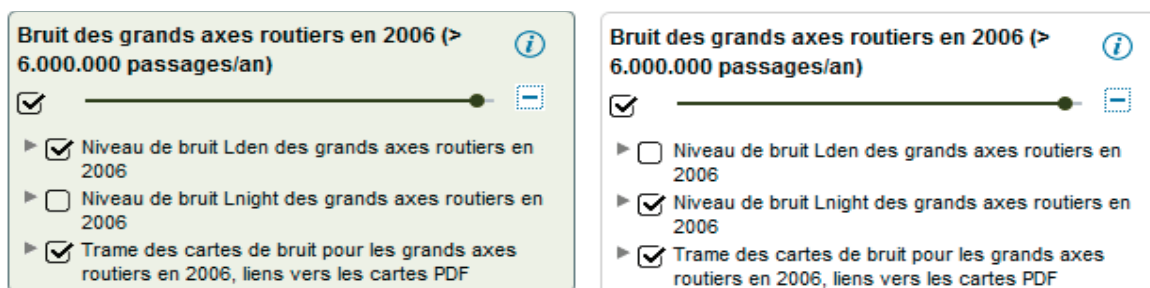 Bruit des grands axes routiers en 2006 (>
6.000.000 passages/an)
Niveau de bruit Lden des grands axes routiers en
2006
Niveau de bruit Lnight des grands axes routiers en
2006
Trame des cartes de bruit pour les grands axes
routiers en 2006, liens vers les cartes PDF
Bruit des grands axes routiers en 2006 (>
6.000.000 passages/an)
Niveau de bruit Lden des grands axes routiers en
2006
Niveau de bruit Lnight des grands axes routiers en
2006
Trame des cartes de bruit pour les grands axes
routiers en 2006, liens vers les cartes PDF